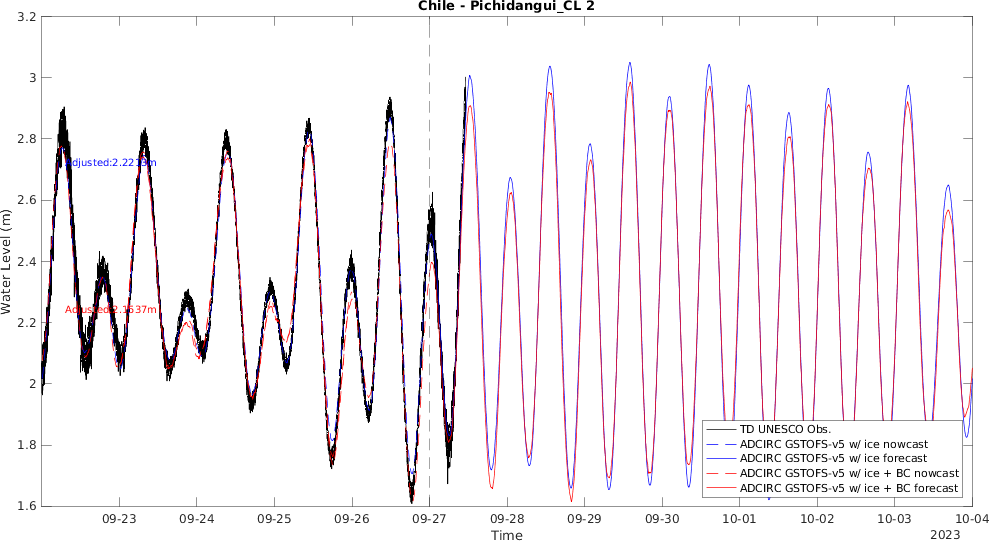 Chile - Pichidangui_CL 2
3.2
3
2.8
2.6
2.4
2.2
2
1.8
1.6
Water Level (m)
Adjusted:2.2213m
Adjusted:2.1637m
TD UNESCO Obs.
ADCIRC GSTOFS-v5 w/ ice nowcast
ADCIRC GSTOFS-v5 w/ ice forecast
ADCIRC GSTOFS-v5 w/ ice + BC nowcast
ADCIRC GSTOFS-v5 w/ ice + BC forecast
09-23 09-24 09-25 09-26 09-27 09-28 09-29 09-30 10-01 10-02 10-03 10-04
Time
2023